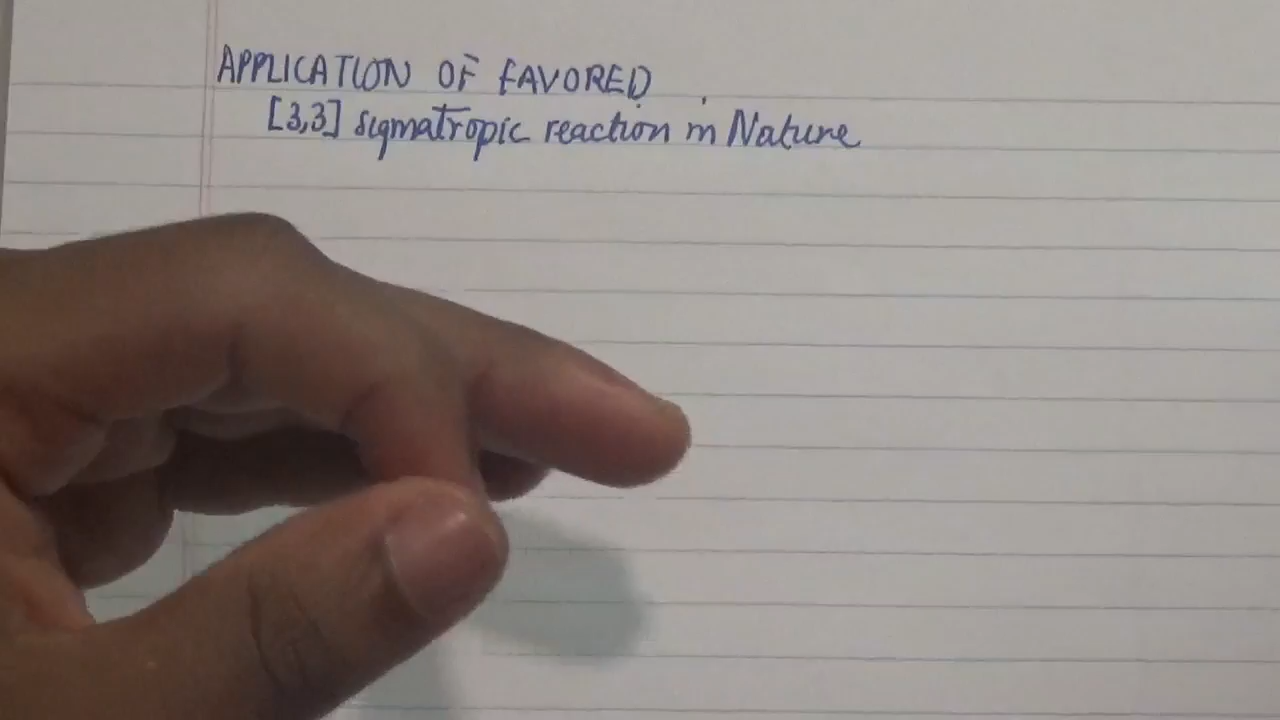 APPLICATION OF FAVORED
[3,3] sigmatropic reaction in Nature